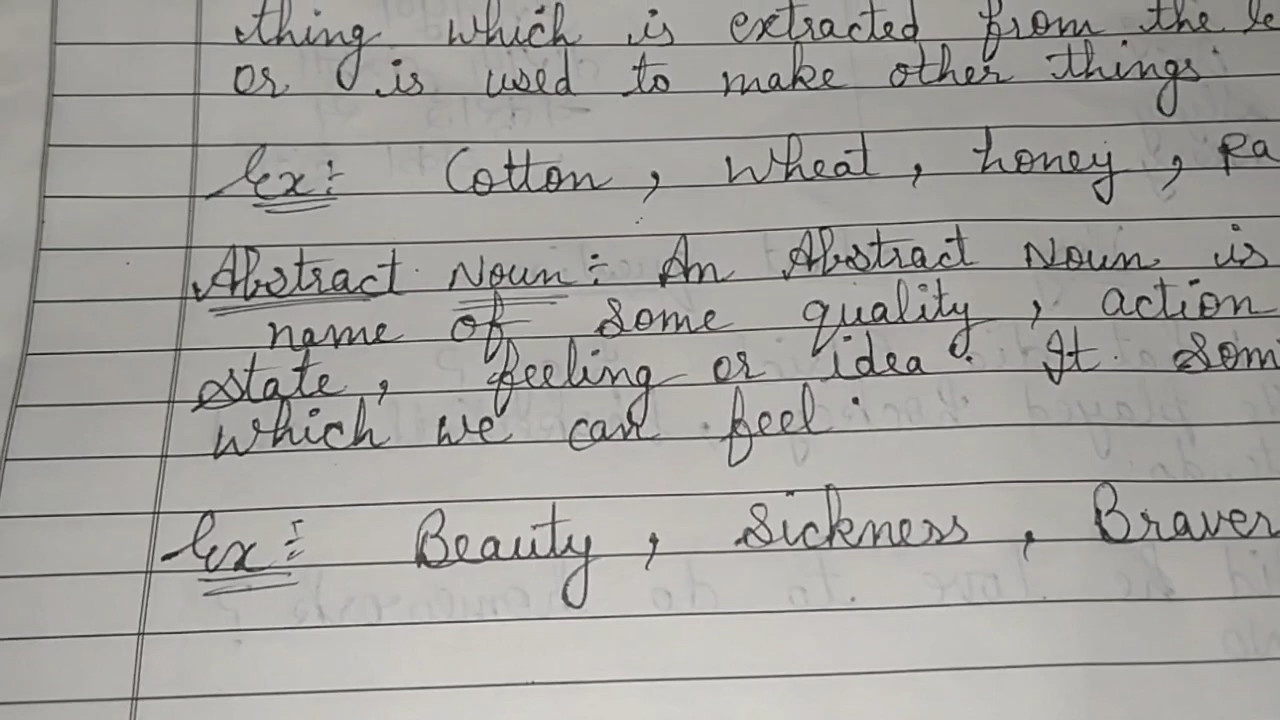 thing which is extracted from the
or is used to make other things.
Ex:- Cotton, wheat, honey,
Abstract Noun:- An Abstract Noun is
name of some quality, action
state, feeling or idea. It som
which we can feel.
Ex:- Beauty, Sickness, Braver